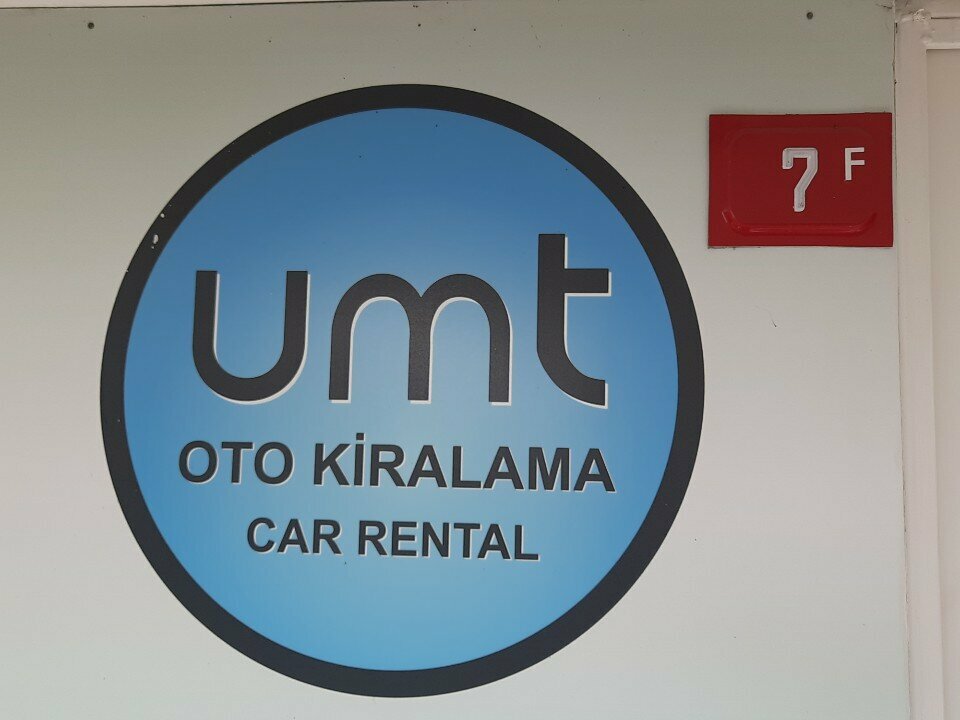 umt
OTO KİRALAMA
CAR RENTAL
7 F